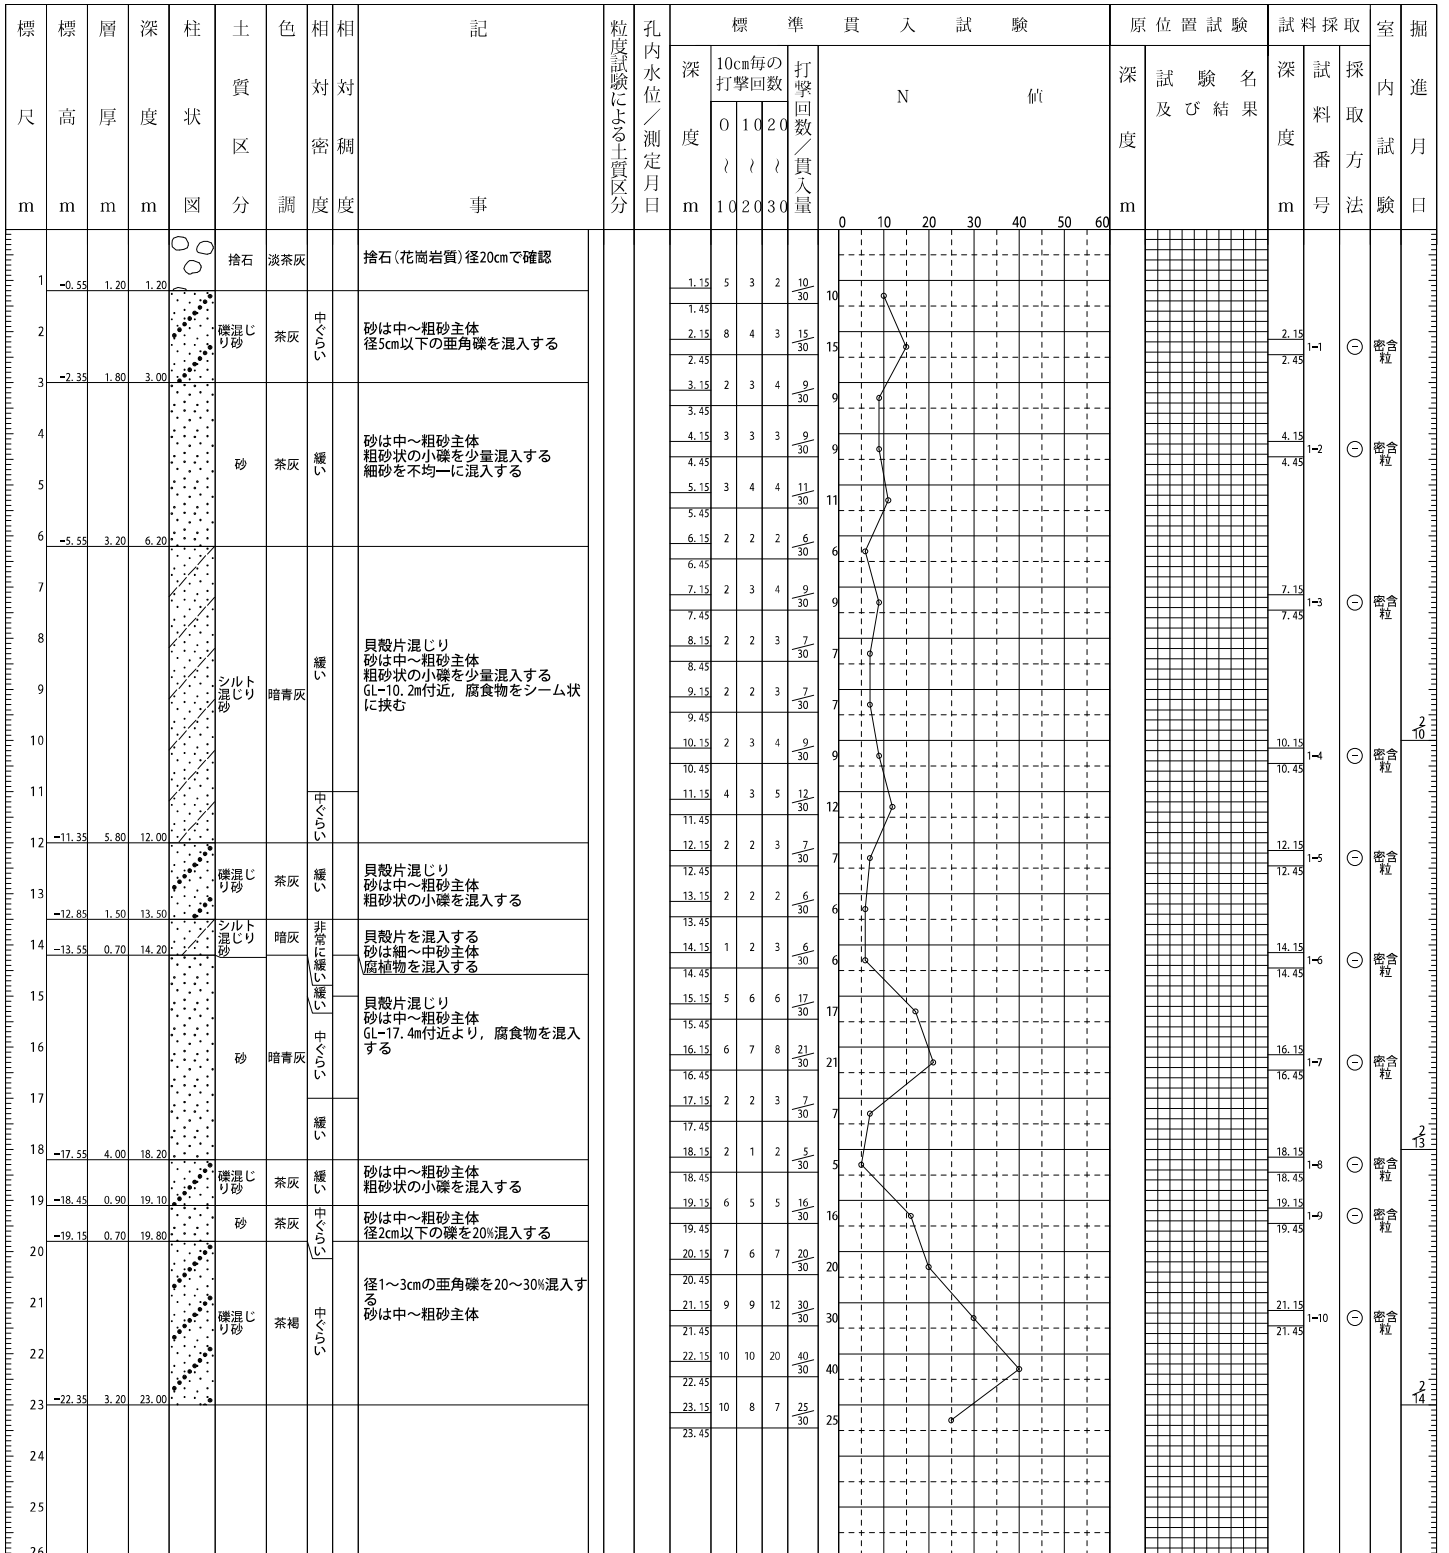 標尺 m
標高 m
層厚 m
深度 m
柱状図
土質区分
色調
相対密度
相対稠度
記事
粒度試験による土質区分
孔内水位／測定月日
標準貫入試験
深度 m
10cm毎の
打撃回数
0 ~ 10
10 ~ 20
20 ~ 30
打撃回数／貫入量
N 値
0 10 20 30 40 50 60
原位置試験
深度 m
試験名
及び結果
試料採取
深度 m
試料番号
採取方法
室内試験
掘進月日
1
2
3
4
5
6
7
8
9
10
11
12
13
14
15
16
17
18
19
20
21
22
23
24
25
26
-0.55 1.20 1.20
捨石
淡茶灰
捨石(花崗岩質)径20cmで確認
-2.35 1.80 3.00
礫混じ
り砂
茶灰
中ぐらい
砂は中～粗砂主体
径5cm以下の亜角礫を混入する
-5.55 3.20 6.20
砂
茶灰
緩い
砂は中～粗砂主体
粗砂状の小礫を少量混入する
細砂を不均一に混入する
-11.35 5.80 12.00
シルト
混じり
砂
暗青灰
緩い
中ぐらい
貝殻片混じり
砂は中～粗砂主体
粗砂状の小礫を少量混入する
GL-10.2m付近，腐食物をシーム状
に挟む
-12.85 1.50 13.50
礫混じ
り砂
茶灰
緩い
貝殻片混じり
砂は中～粗砂主体
粗砂状の小礫を混入する
-13.55 0.70 14.20
シルト
混じり
砂
暗灰
非常に緩い
貝殻片を混入する
砂は細～中砂主体
腐植物を混入する
-17.55 4.00 18.20
砂
暗青灰
緩い
中ぐらい
緩い
貝殻片混じり
砂は中～粗砂主体
GL-17.4m付近より，腐食物を混入
する
-18.45 0.90 19.10
礫混じ
り砂
茶灰
緩い
砂は中～粗砂主体
粗砂状の小礫を混入する
-19.15 0.70 19.80
砂
茶灰
中ぐらい
砂は中～粗砂主体
径2cm以下の礫を20%混入する
-22.35 3.20 23.00
礫混じ
り砂
茶褐
中ぐらい
径1～3cmの亜角礫を20～30%混入す
る
砂は中～粗砂主体
1.15 5 3 2 10/30 10
1.45
2.15 8 4 3 15/30 15
2.45
3.15 2 3 4 9/30 9
3.45
4.15 3 3 3 9/30 9
4.45
5.15 3 4 4 11/30 11
5.45
6.15 2 2 2 6/30 6
6.45
7.15 2 3 4 9/30 9
7.45
8.15 2 2 3 7/30 7
8.45
9.15 2 2 3 7/30 7
9.45
10.15 2 3 4 9/30 9
10.45
11.15 4 3 5 12/30 12
11.45
12.15 2 2 3 7/30 7
12.45
13.15 2 2 2 6/30 6
13.45
14.15 1 2 3 6/30 6
14.45
15.15 5 6 6 17/30 17
15.45
16.15 6 7 8 21/30 21
16.45
17.15 2 2 3 7/30 7
17.45
18.15 2 1 2 5/30 5
18.45
19.15 6 5 5 16/30 16
19.45
20.15 7 6 7 20/30 20
20.45
21.15 9 9 12 30/30 30
21.45
22.15 10 10 20 40/30 40
22.45
23.15 10 8 7 25/30 25
23.45
2.15 1-1 密含
2.45 粒
4.15 1-2 密含
4.45 粒
7.15 1-3 密含
7.45 粒
10.15 1-4 密含
10.45 粒
12.15 1-5 密含
12.45 粒
14.15 1-6 密含
14.45 粒
16.15 1-7 密含
16.45 粒
18.15 1-8 密含
18.45 粒
19.15 1-9 密含
19.45 粒
21.15 1-10 密含
21.45 粒
2/10
2/13
2/14